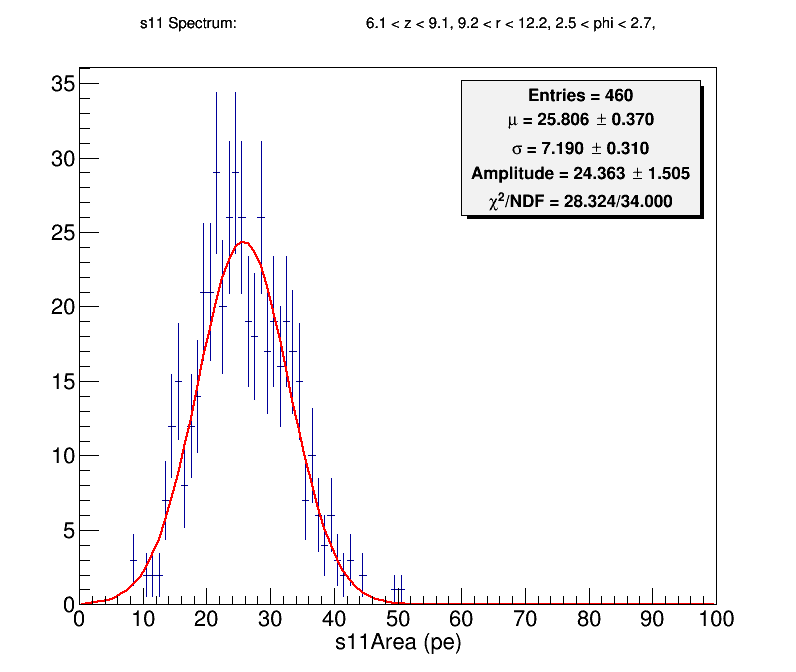 s11 Spectrum: 6.1 < z < 9.1, 9.2 < r < 12.2, 2.5 < phi < 2.7,
Entries = 460
μ = 25.806 ± 0.370
σ = 7.190 ± 0.310
Amplitude = 24.363 ± 1.505
χ²/NDF = 28.324/34.000
35
30
25
20
15
10
5
0
0 10 20 30 40 50 60 70 80 90 100
s11Area (pe)